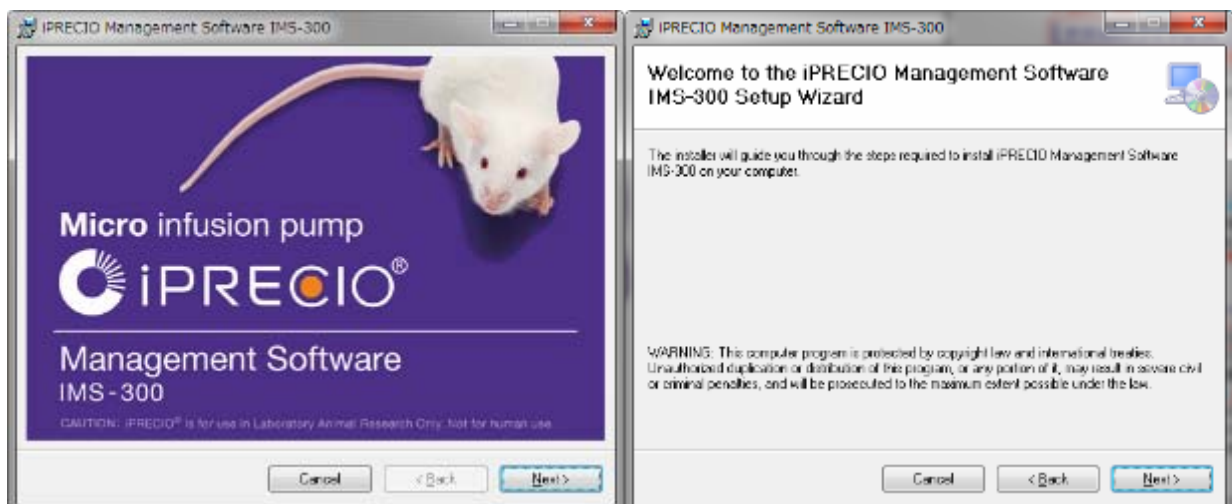 iPRECIO Management Software IMS-300
Micro infusion pump
iPRECIO®
Management Software
IMS-300
CAUTION: iPRECIO® is for use in Laboratory Animal Research Only. Not for human use.
Cancel
< Back
Next >
iPRECIO Management Software IMS-300
Welcome to the iPRECIO Management Software
IMS-300 Setup Wizard
The installer will guide you through the steps required to install iPRECIO Management Software
IMS-300 on your computer.
WARNING: This computer program is protected by copyright law and international treaties.
Unauthorized duplication or distribution of this program, or any portion of it, may result in severe civil
or criminal penalties, and will be prosecuted to the maximum extent possible under the law.
Cancel
< Back
Next >